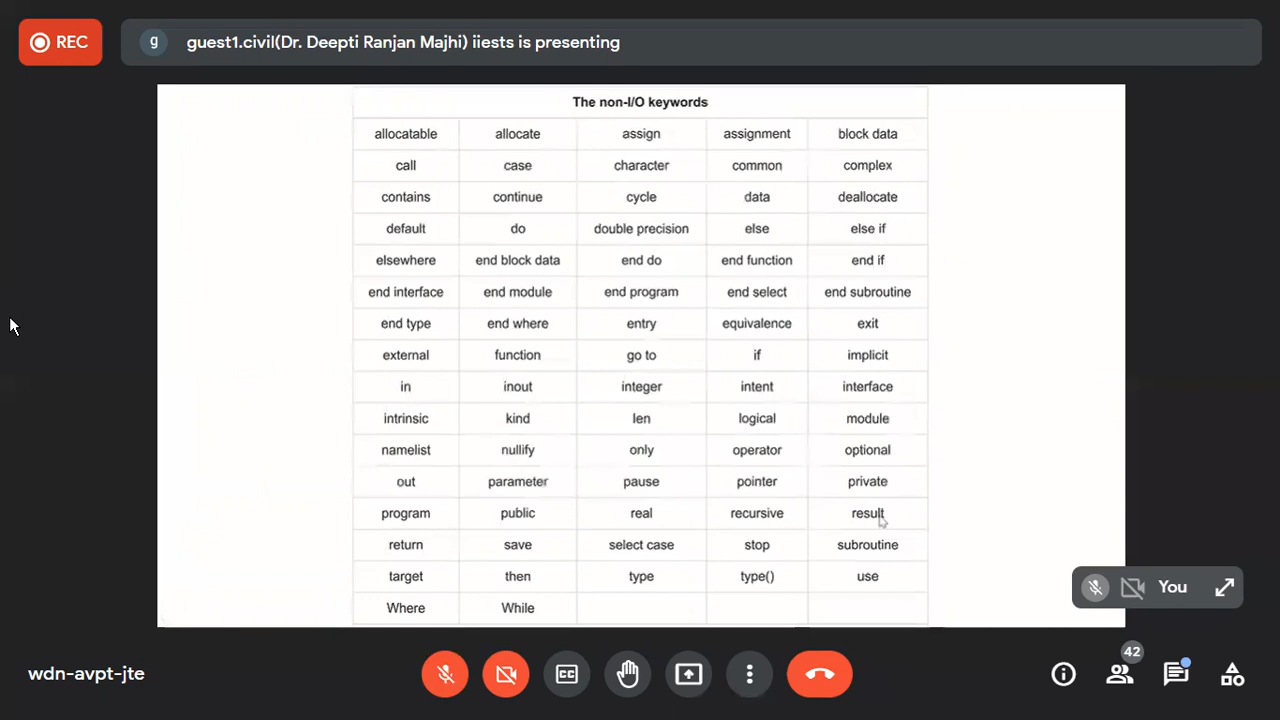 REC
g guest1.civil(Dr. Deepti Ranjan Majhi) iiests is presenting
The non-I/O keywords
allocatable allocate assign assignment block data
call case character common complex
contains continue cycle data deallocate
default do double precision else else if
elsewhere end block data end do end function end if
end interface end module end program end select end subroutine
end type end where entry equivalence exit
external function go to if implicit
in inout integer intent interface
intrinsic kind len logical module
namelist nullify only operator optional
out parameter pause pointer private
program public real recursive result
return save select case stop subroutine
target then type type() use
Where While
You
42
wdn-avpt-jte
CC